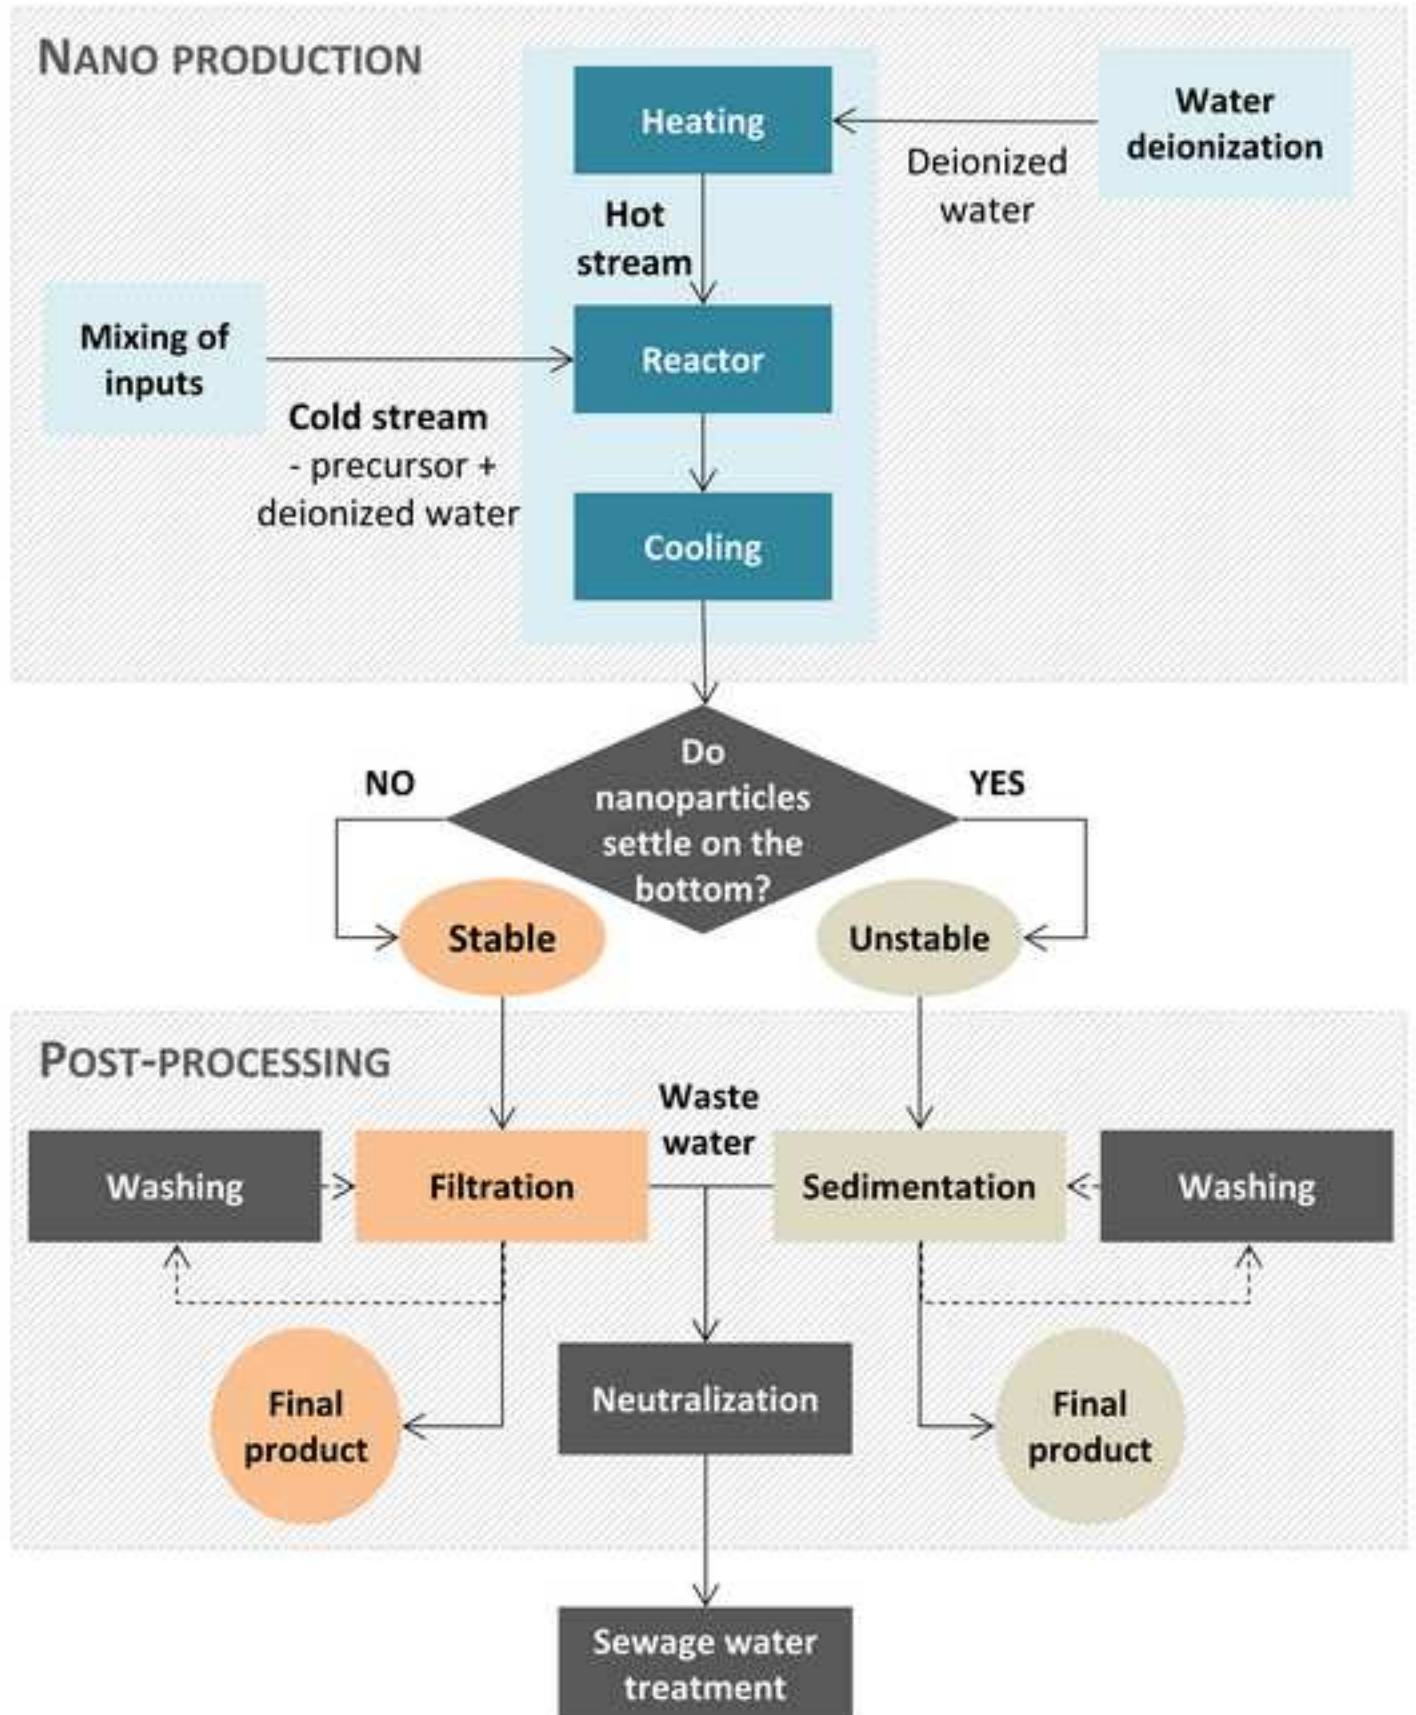 NANO PRODUCTION
Heating
Water
deionization
Deionized
water
Hot
stream
Mixing of
inputs
Reactor
Cold stream
- precursor +
deionized water
Cooling
Do
nanoparticles
settle on the
bottom?
NO
YES
Stable
Unstable
POST-PROCESSING
Waste
water
Washing
Filtration
Sedimentation
Washing
Final
product
Neutralization
Final
product
Sewage water
treatment